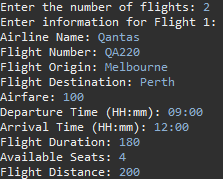 Enter the number of flights: 2
Enter information for Flight 1:
Airline Name: Qantas
Flight Number: QA220
Flight Origin: Melbourne
Flight Destination: Perth
Airfare: 100
Departure Time (HH:mm): 09:00
Arrival Time (HH:mm): 12:00
Flight Duration: 180
Available Seats: 4
Flight Distance: 200